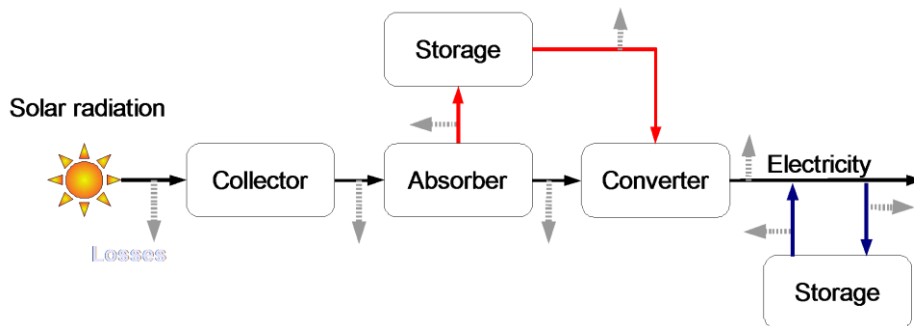 Storage
Solar radiation
Collector
Absorber
Converter
Electricity
Losses
Storage